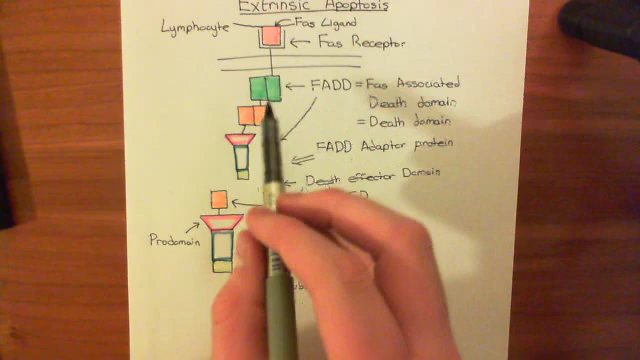 Extrinsic Apoptosis
Lymphocyte
Fas Ligand
Fas Receptor
FADD = Fas Associated
Death domain
= Death domain
FADD Adaptor protein
Death effector Domain
Prodomain